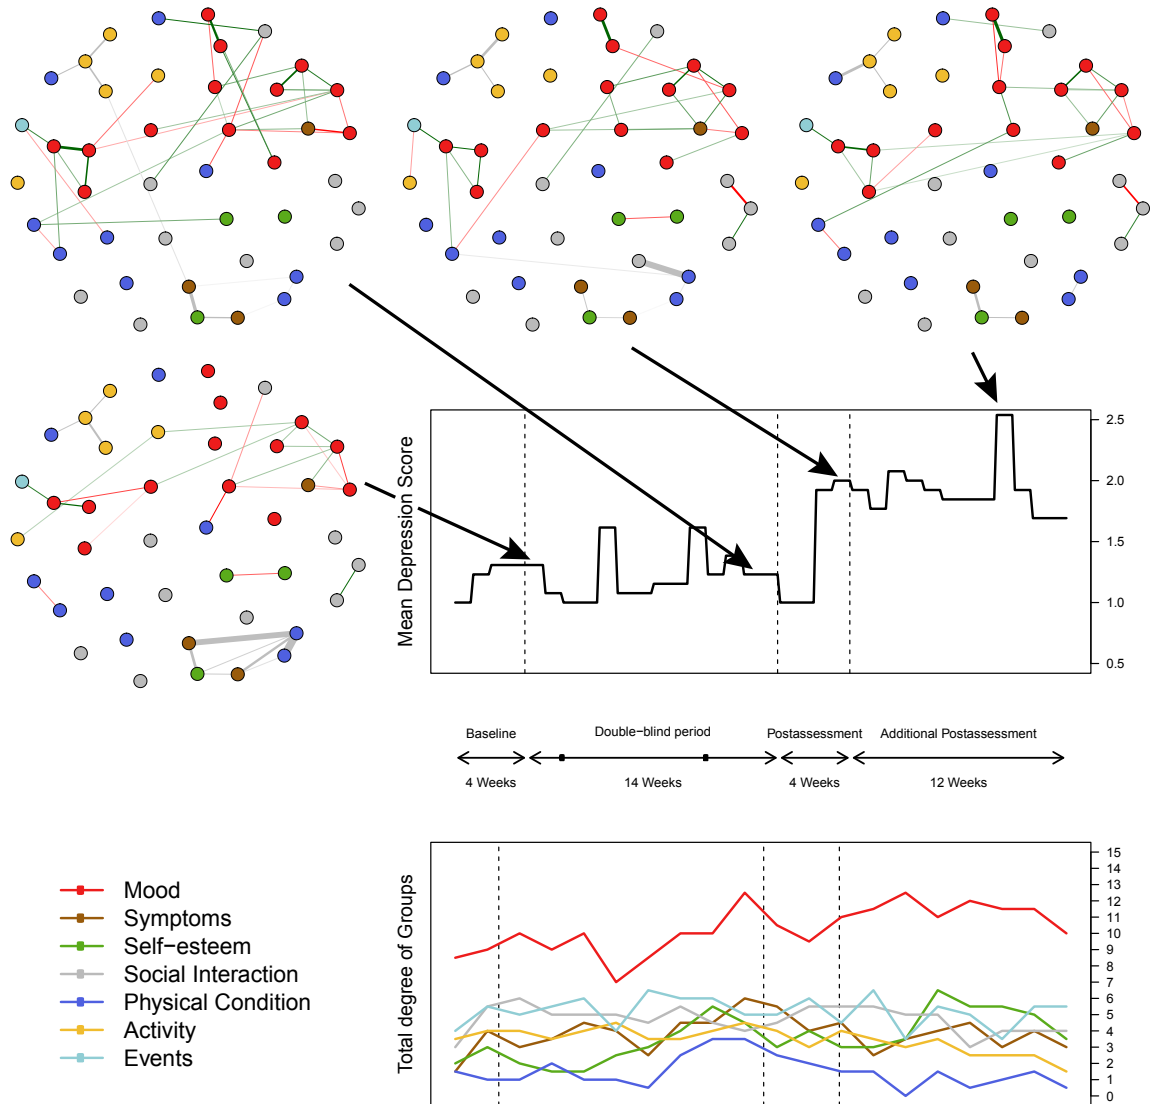 Mean Depression Score
2.5
2.0
1.5
1.0
0.5
Baseline
Double−blind period
Postassessment
Additional Postassessment
4 Weeks
14 Weeks
4 Weeks
12 Weeks
Mood
Symptoms
Self−esteem
Social Interaction
Physical Condition
Activity
Events
Total degree of Groups
15
14
13
12
11
10
9
8
7
6
5
4
3
2
1
0